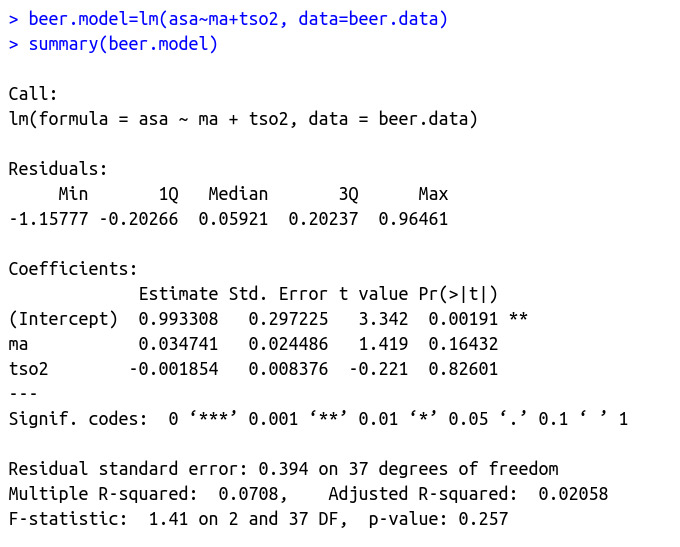 > beer.model=lm(asa~ma+tso2, data=beer.data)
> summary(beer.model)
Call:
lm(formula = asa ~ ma + tso2, data = beer.data)
Residuals:
     Min       1Q   Median       3Q      Max
-1.15777 -0.20266  0.05921  0.20237  0.96461
Coefficients:
             Estimate Std. Error t value Pr(>|t|)
(Intercept)  0.993308   0.297225   3.342  0.00191 **
ma           0.034741   0.024486   1.419  0.16432
tso2        -0.001854   0.008376  -0.221  0.82601
---
Signif. codes:  0 ‘***’ 0.001 ‘**’ 0.01 ‘*’ 0.05 ‘.’ 0.1 ‘ ’ 1
Residual standard error: 0.394 on 37 degrees of freedom
Multiple R-squared:  0.0708,    Adjusted R-squared:  0.02058
F-statistic:  1.41 on 2 and 37 DF,  p-value: 0.257